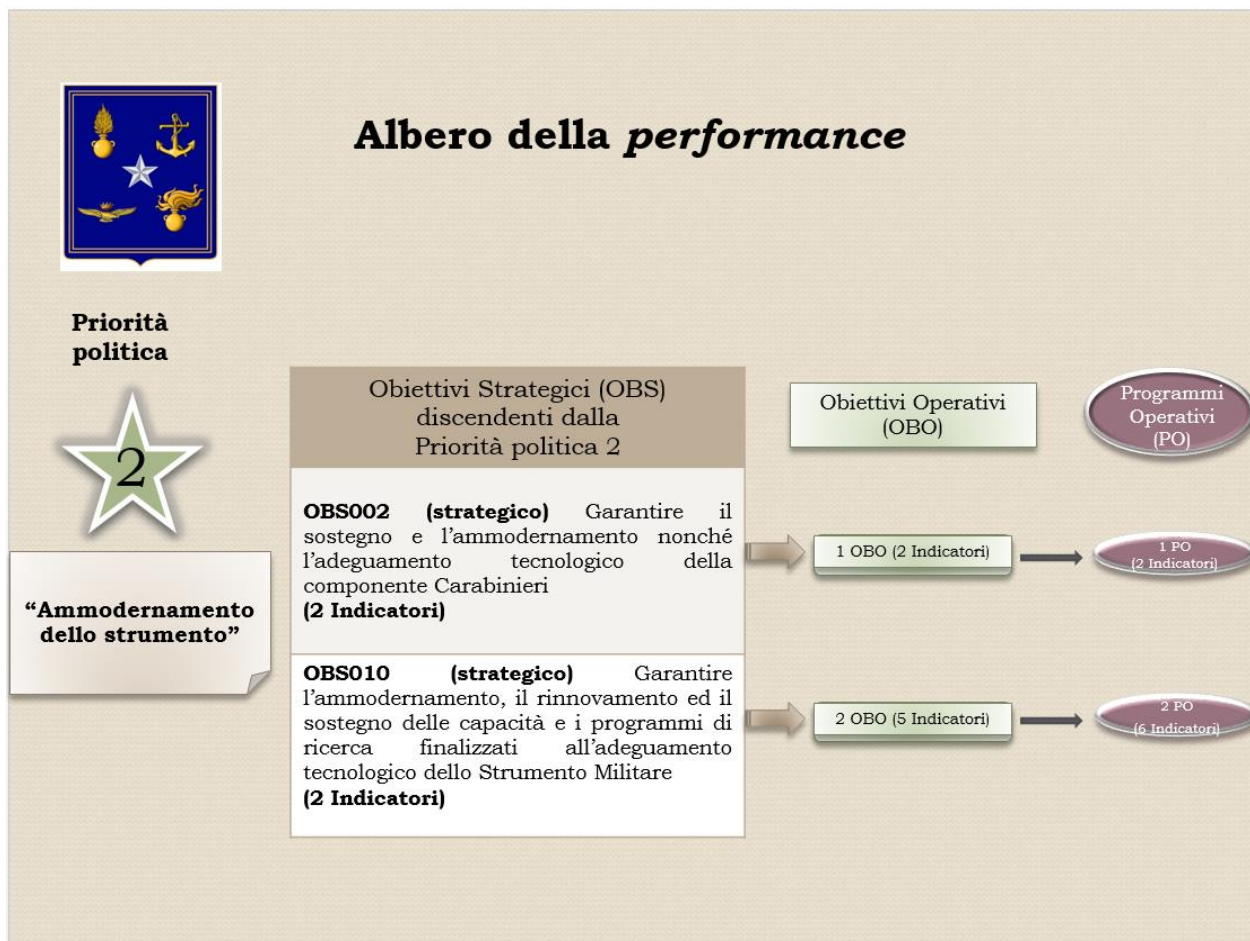 Albero della performance
Priorità
politica
2
“Ammodernamento
dello strumento”
Obiettivi Strategici (OBS)
discendenti dalla
Priorità politica 2
Obiettivi Operativi
(OBO)
Programmi
Operativi
(PO)
OBS002 (strategico) Garantire il
sostegno e l’ammodernamento nonché
l’adeguamento tecnologico della
componente Carabinieri
(2 Indicatori)
1 OBO (2 Indicatori)
1 PO
(2 Indicatori)
OBS010 (strategico) Garantire
l’ammodernamento, il rinnovamento ed il
sostegno delle capacità e i programmi di
ricerca finalizzati all’adeguamento
tecnologico dello Strumento Militare
(2 Indicatori)
2 OBO (5 Indicatori)
2 PO
(6 Indicatori)